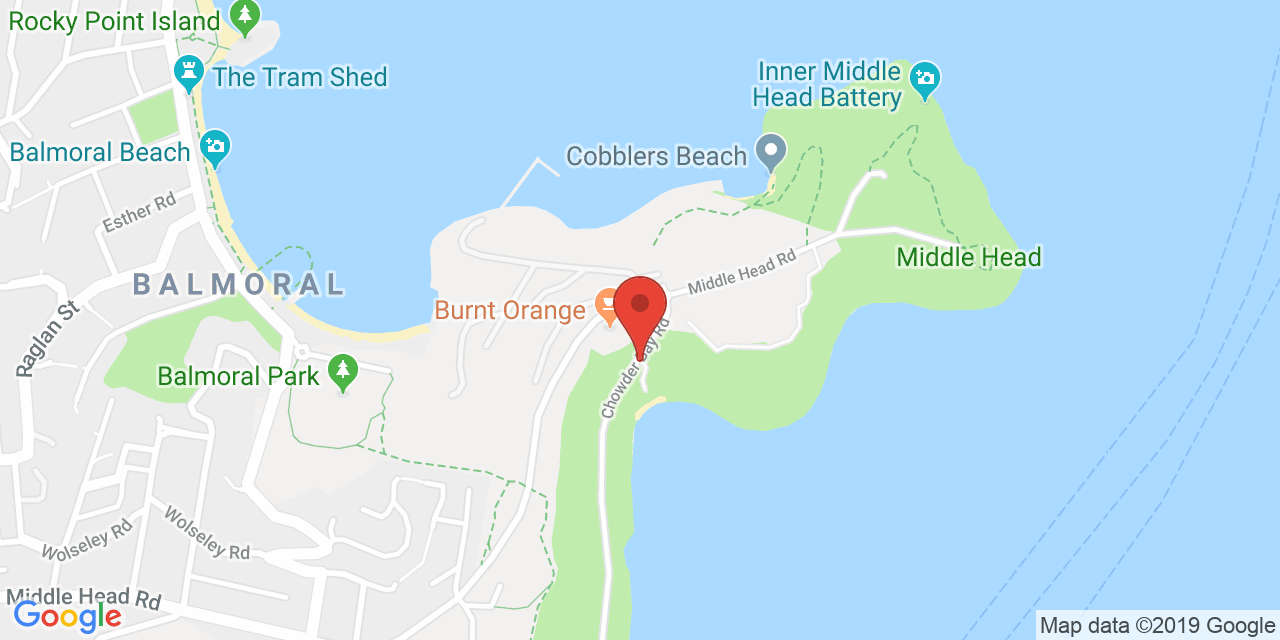 Rocky Point Island
The Tram Shed
Inner Middle
Head Battery
Balmoral Beach
Cobblers Beach
Esther Rd
Middle Head
BALMORAL
Middle Head Rd
Burnt Orange
Raglan St
Chowder Bay Rd
Balmoral Park
Wolseley Rd
Wolseley Rd
Middle Head Rd
Google
Map data ©2019 Google